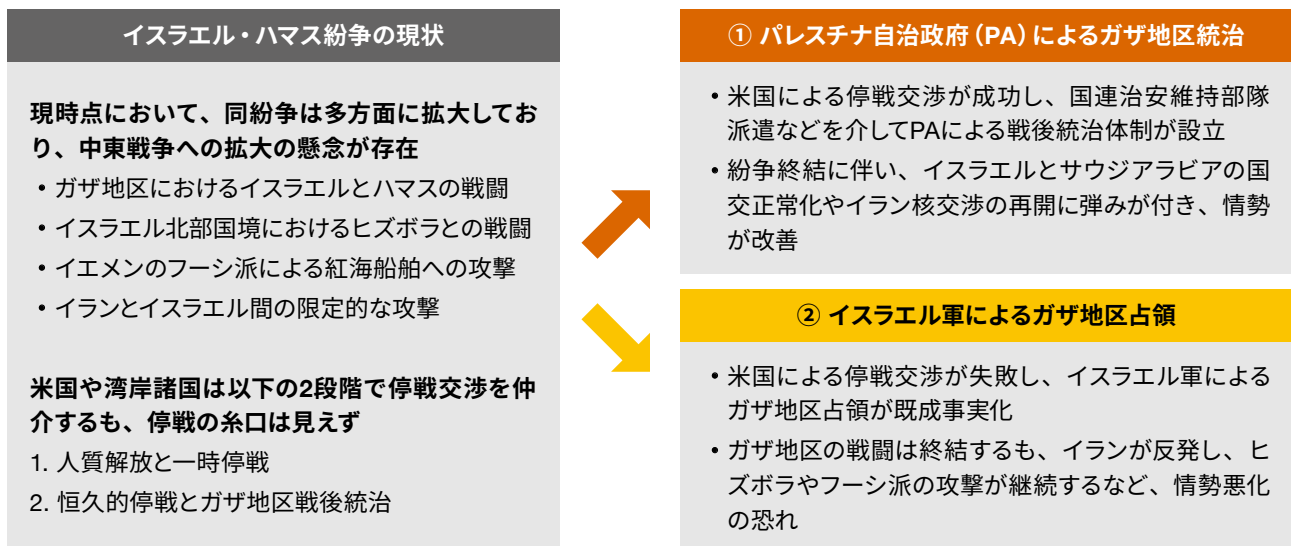 イスラエル・ハマス紛争の現状
現時点において、同紛争は多方面に拡大してお
り、中東戦争への拡大の懸念が存在
・ガザ地区におけるイスラエルとハマスの戦闘
・イスラエル北部国境におけるヒズボラとの戦闘
・イエメンのフーシ派による紅海船舶への攻撃
・イランとイスラエル間の限定的な攻撃
米国や湾岸諸国は以下の2段階で停戦交渉を仲
介するも、停戦の糸口は見えず
1. 人質解放と一時停戦
2. 恒久的停戦とガザ地区戦後統治
① パレスチナ自治政府（PA）によるガザ地区統治
・米国による停戦交渉が成功し、国連治安維持部隊
派遣などを介してPAによる戦後統治体制が設立
・紛争終結に伴い、イスラエルとサウジアラビアの国
交正常化やイラン核交渉の再開に弾みが付き、情勢
が改善
② イスラエル軍によるガザ地区占領
・米国による停戦交渉が失敗し、イスラエル軍による
ガザ地区占領が既成事実化
・ガザ地区の戦闘は終結するも、イランが反発し、ヒ
ズボラやフーシ派の攻撃が継続するなど、情勢悪化
の恐れ